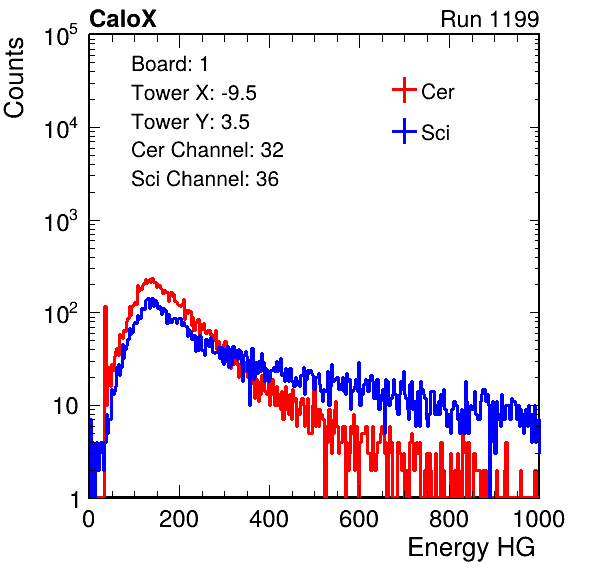 CaloX Run 1199
Counts
10^5
10^4
10^3
10^2
10
1
Board: 1
Tower X: -9.5
Tower Y: 3.5
Cer Channel: 32
Sci Channel: 36
Cer
Sci
0 200 400 600 800 1000
Energy HG